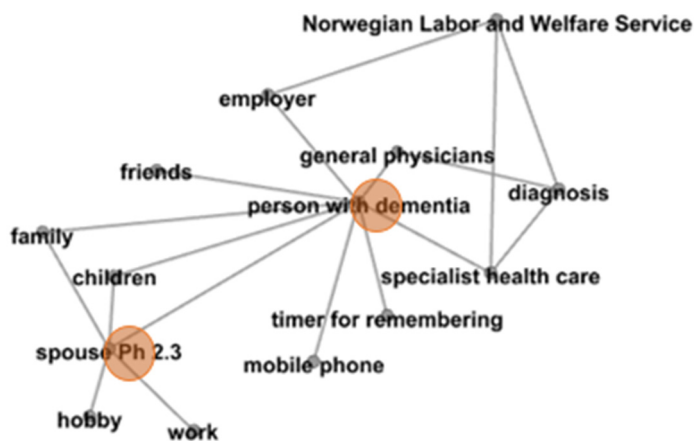 Norwegian Labor and Welfare Service
employer
general physicians
friends
diagnosis
person with dementia
family
children
specialist health care
timer for remembering
spouse Ph 2.3
mobile phone
hobby
work